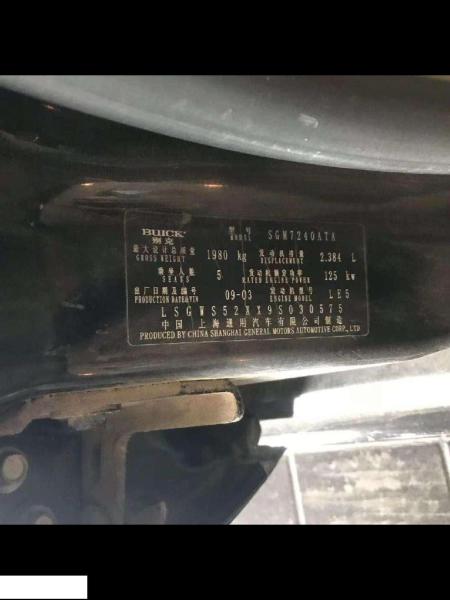 BUICK 别克 型号 MODEL SGM7240ATA
最大设计总质量 GROSS WEIGHT 1980 kg 发动机排量 DISPLACEMENT 2.384 L
乘坐人数 SEATS 5 发动机额定功率 RATED ENGINE POWER 125 kw
出厂日期及编号 PRODUCTION DATE&VIN 09-03 发动机型号 ENGINE MODEL LE5
LSGWS52XX9S030575
中国 上海通用汽车有限公司 制造
PRODUCED BY CHINA SHANGHAI GENERAL MOTORS AUTOMOTIVE CORP., LTD